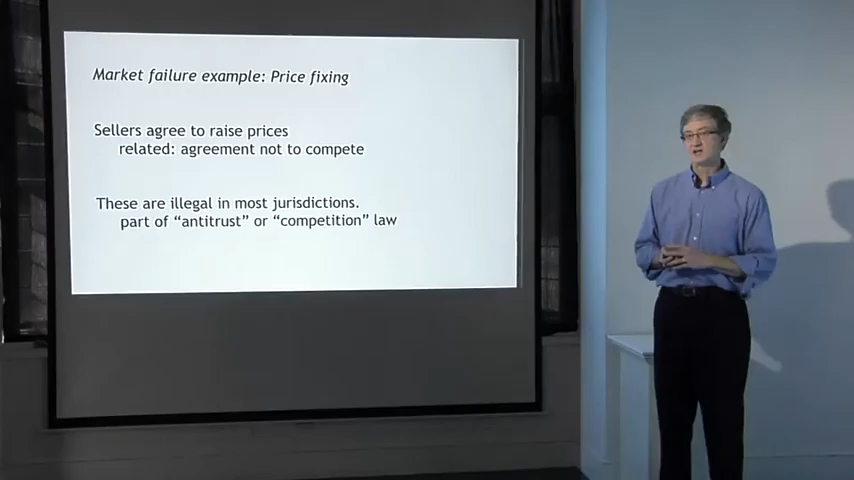 Market failure example: Price fixing
Sellers agree to raise prices
related: agreement not to compete
These are illegal in most jurisdictions.
part of “antitrust” or “competition” law